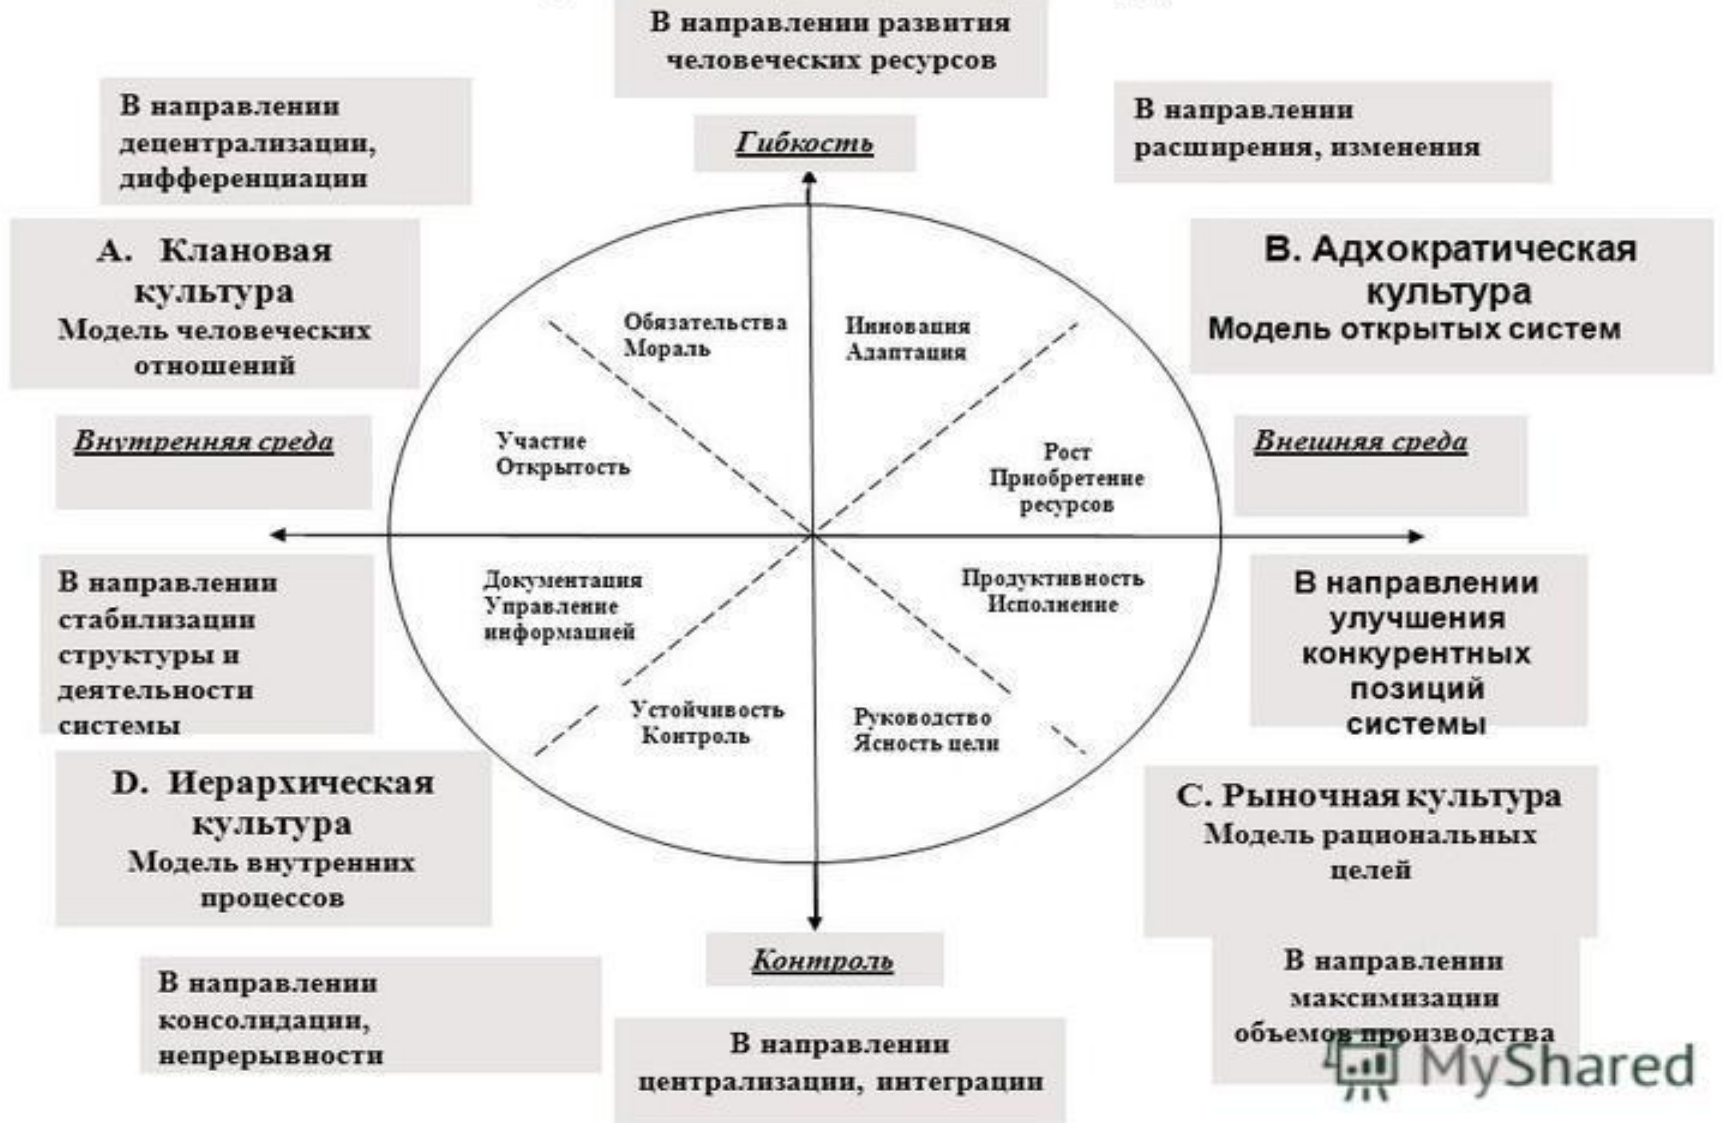 В направлении развития
человеческих ресурсов
В направлении
децентрализации,
дифференциации
Гибкость
В направлении
расширения, изменения
A. Клановая
культура
Модель человеческих
отношений
B. Адхократическая
культура
Модель открытых систем
Обязательства
Мораль
Инновация
Адаптация
Внутренняя среда
Участие
Открытость
Рост
Приобретение
ресурсов
Внешняя среда
В направлении
стабилизации
структуры и
деятельности
системы
Документация
Управление
информацией
Продуктивность
Исполнение
В направлении
улучшения
конкурентных
позиций
системы
Устойчивость
Контроль
Руководство
Ясность цели
D. Иерархическая
культура
Модель внутренних
процессов
C. Рыночная культура
Модель рациональных
целей
Контроль
В направлении
консолидации,
непрерывности
В направлении
централизации, интеграции
В направлении
максимизации
объемов производства
MyShared